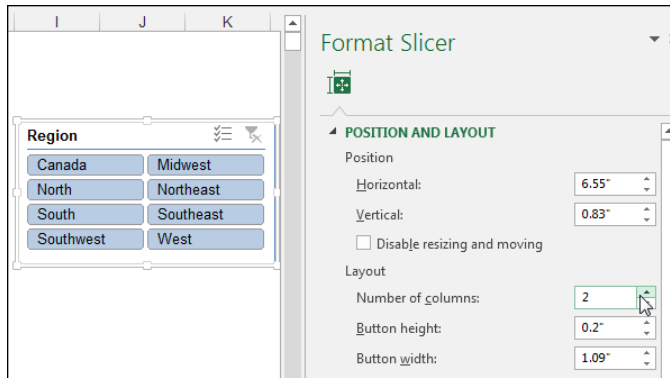 I J K
Region
Canada Midwest
North Northeast
South Southeast
Southwest West
Format Slicer
POSITION AND LAYOUT
Position
Horizontal: 6.55"
Vertical: 0.83"
Disable resizing and moving
Layout
Number of columns: 2
Button height: 0.2"
Button width: 1.09"